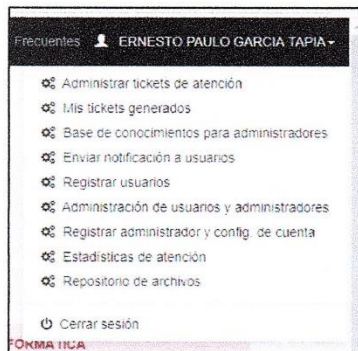 Frecuentes ERNESTO PAULO GARCIA TAPIA
Administrar tickets de atención
Mis tickets generados
Base de conocimientos para administradores
Enviar notificación a usuarios
Registrar usuarios
Administración de usuarios y administradores
Registrar administrador y config. de cuenta
Estadísticas de atención
Repositorio de archivos
Cerrar sesión
FORMÁTICA